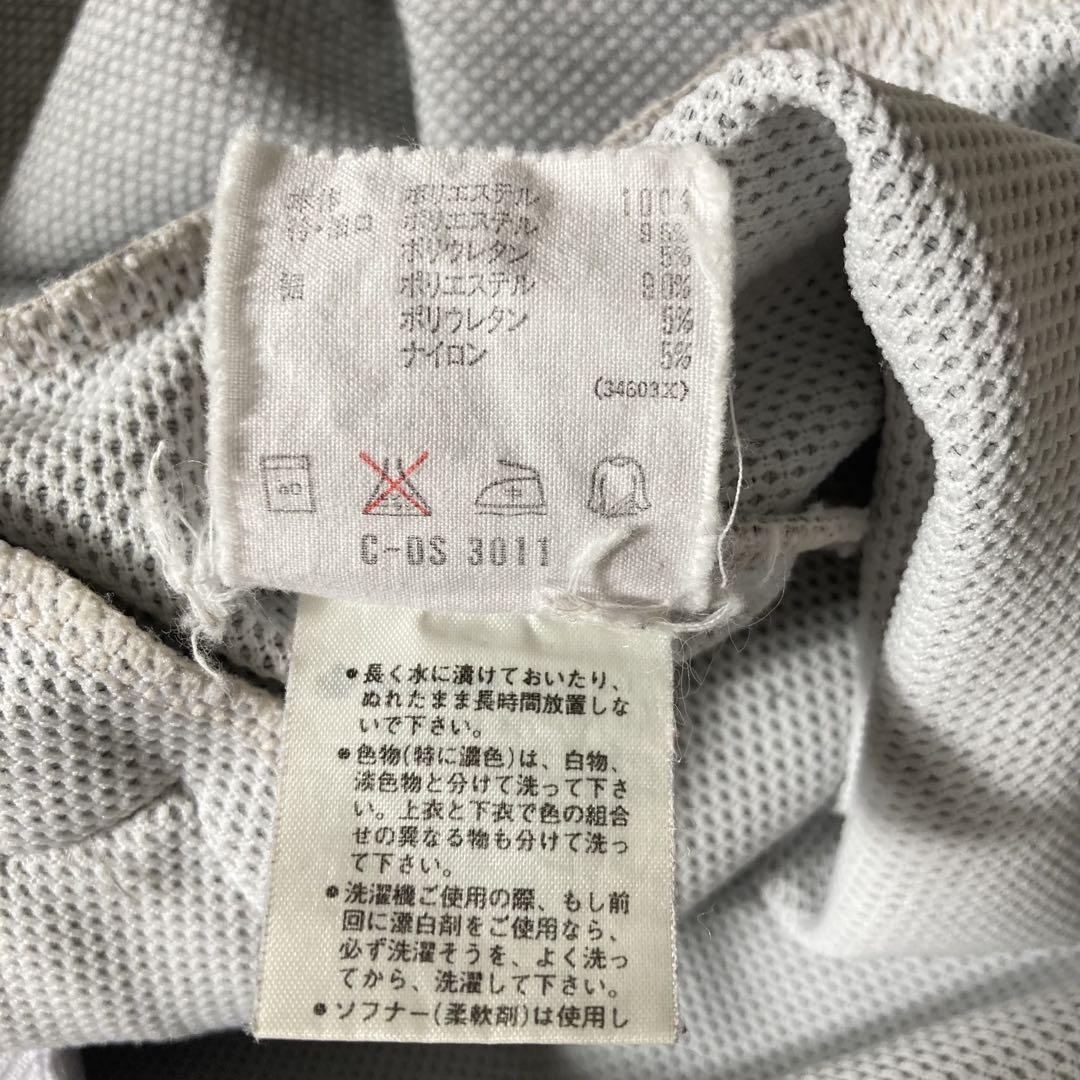 ポリエステル 100%
衿・袖口 ポリエステル 95%
ポリウレタン 5%
裾 ポリエステル 90%
ポリウレタン 5%
ナイロン 5%
(34603X)
C-DS 3011
•長く水に漬けておいたり、
ぬれたまま長時間放置しな
いで下さい。
•色物(特に濃色)は、白物、
淡色物と分けて洗って下さ
い。上衣と下衣で色の組合
せの異なる物も分けて洗っ
て下さい。
•洗濯機ご使用の際、もし前
回に漂白剤をご使用なら、
必ず洗濯そうを、よく洗っ
てから、洗濯して下さい。
•ソフナー(柔軟剤)は使用し